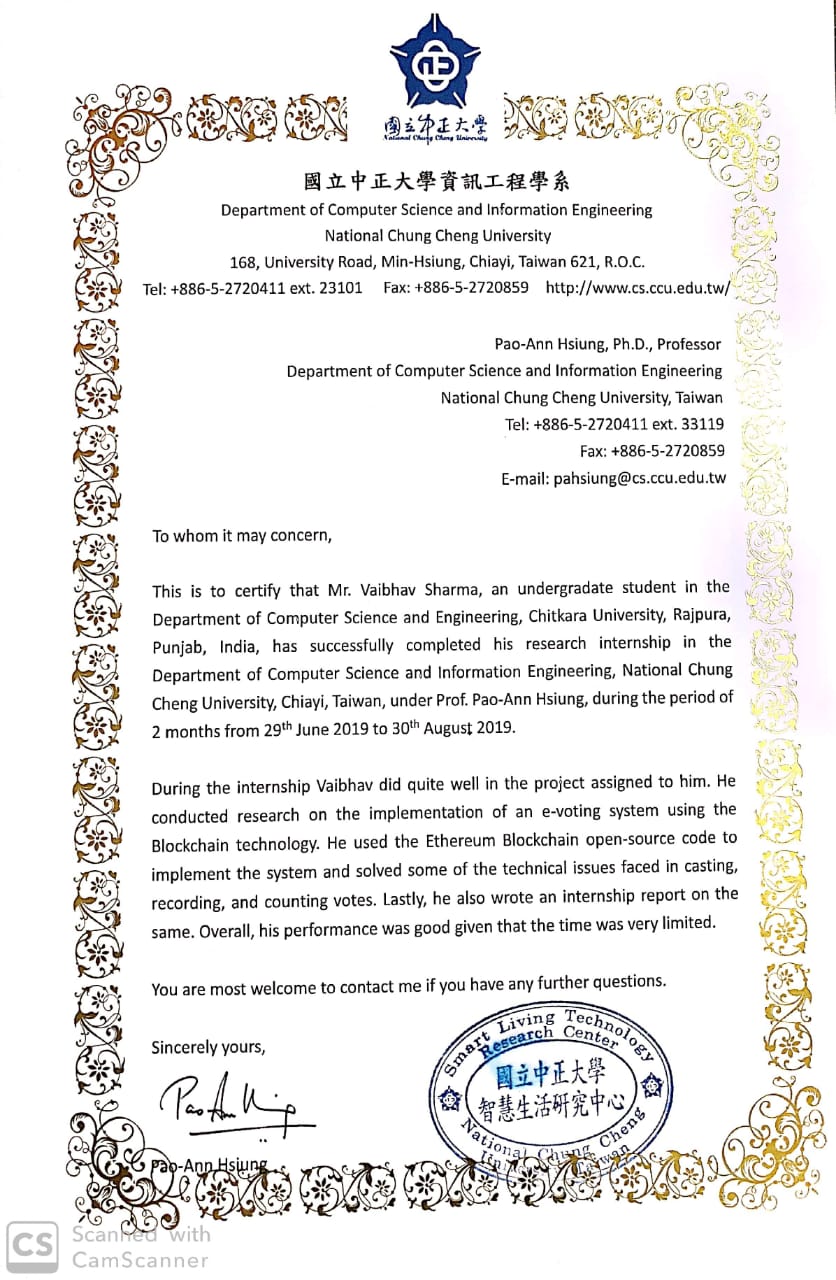 國立中正大學
National Chung Cheng University
國立中正大學資訊工程學系
Department of Computer Science and Information Engineering
National Chung Cheng University
168, University Road, Min-Hsiung, Chiayi, Taiwan 621, R.O.C.
Tel: +886-5-2720411 ext. 23101 Fax: +886-5-2720859 http://www.cs.ccu.edu.tw/
Pao-Ann Hsiung, Ph.D., Professor
Department of Computer Science and Information Engineering
National Chung Cheng University, Taiwan
Tel: +886-5-2720411 ext. 33119
Fax: +886-5-2720859
E-mail: pahsiung@cs.ccu.edu.tw
To whom it may concern,
This is to certify that Mr. Vaibhav Sharma, an undergradate student in the
Department of Computer Science and Engineering, Chitkara University, Rajpura,
Punjab, India, has successfully completed his research internship in the
Department of Computer Science and Information Engineering, National Chung
Cheng University, Chiayi, Taiwan, under Prof. Pao-Ann Hsiung, during the period of
2 months from 29th June 2019 to 30th August 2019.
During the internship Vaibhav did quite well in the project assigned to him. He
conducted research on the implementation of an e-voting system using the
Blockchain technology. He used the Ethereum Blockchain open-source code to
implement the system and solved some of the technical issues faced in casting,
recording, and counting votes. Lastly, he also wrote an internship report on the
same. Overall, his performance was good given that the time was very limited.
You are most welcome to contact me if you have any further questions.
Sincerely yours,
Pao Ann Hsiung
Pao-Ann Hsiung
Smart Living Technology
Research Center
國立中正大學
智慧生活研究中心
National Chung Cheng
University, Taiwan
CS
Scanned with
CamScanner